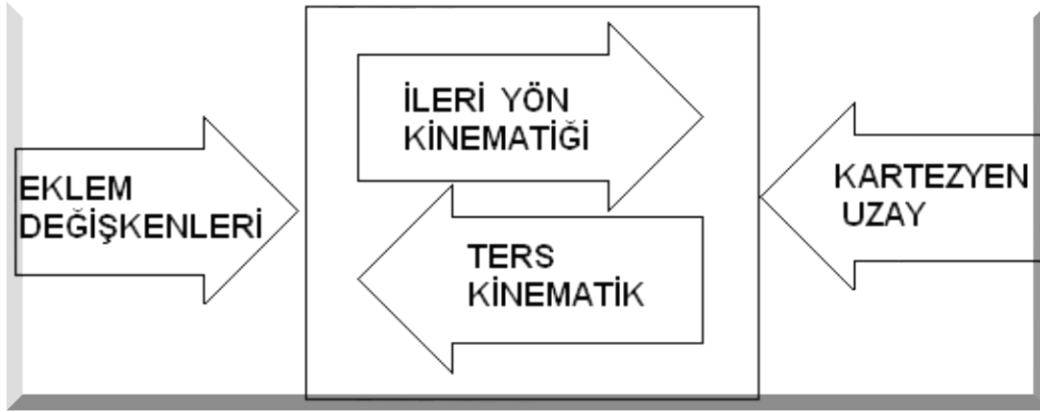 EKLEM
DEĞİŞKENLERİ
İLERİ YÖN
KİNEMATİĞİ
TERS
KİNEMATİK
KARTEZYEN
UZAY